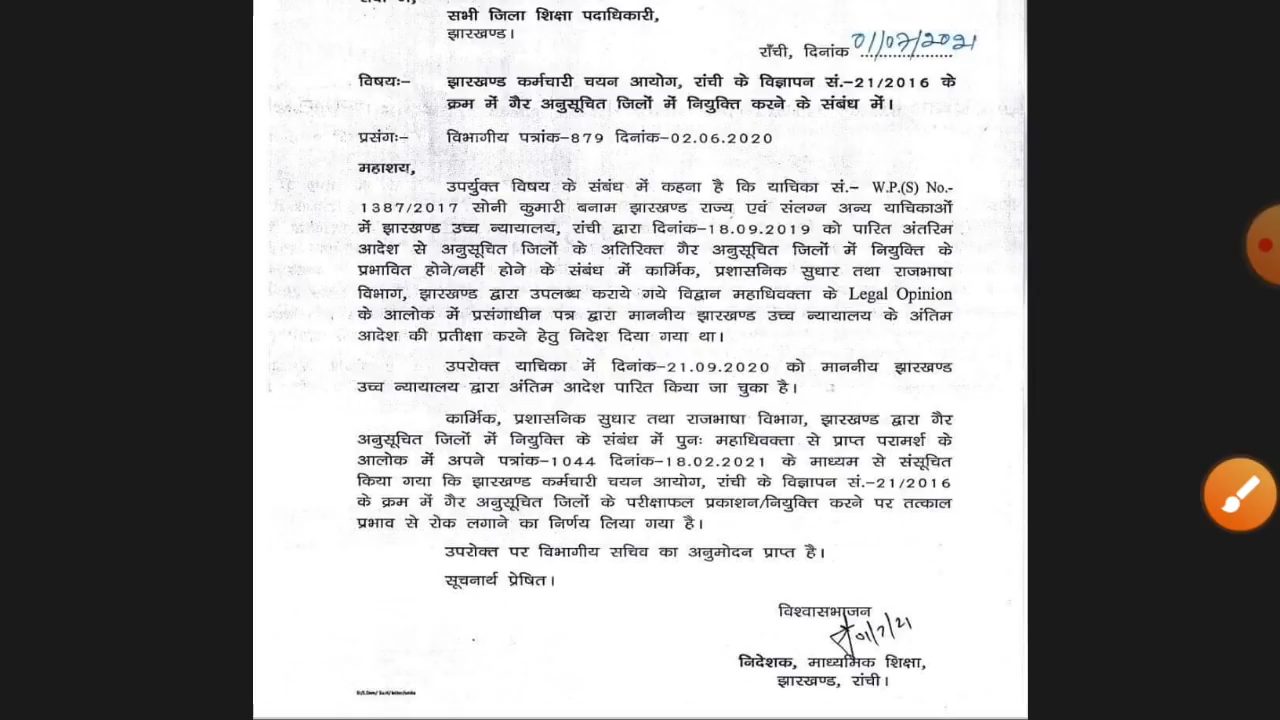 सभी जिला शिक्षा पदाधिकारी,
झारखण्ड।
राँची, दिनांक 01/07/2021
विषयः- झारखण्ड कर्मचारी चयन आयोग, रांची के विज्ञापन सं.-21/2016 के
क्रम में गैर अनुसूचित जिलों में नियुक्ति करने के संबंध में।
प्रसंगः- विभागीय पत्रांक-879 दिनांक-02.06.2020
महाशय,
उपर्युक्त विषय के संबंध में कहना है कि याचिका सं.- W.P.(S) No.-
1387/2017 सोनी कुमारी बनाम झारखण्ड राज्य एवं संलग्न अन्य याचिकाओं
में झारखण्ड उच्च न्यायालय, रांची द्वारा दिनांक-18.09.2019 को पारित अंतरिम
आदेश से अनुसूचित जिलों के अतिरिक्त गैर अनुसूचित जिलों में नियुक्ति के
प्रभावित होने/नहीं होने के संबंध में कार्मिक, प्रशासनिक सुधार तथा राजभाषा
विभाग, झारखण्ड द्वारा उपलब्ध कराये गये विद्वान महाधिवक्ता के Legal Opinion
के आलोक में प्रसंगाधीन पत्र द्वारा माननीय झारखण्ड उच्च न्यायालय के अंतिम
आदेश की प्रतीक्षा करने हेतु निदेश दिया गया था।
उपरोक्त याचिका में दिनांक-21.09.2020 को माननीय झारखण्ड
उच्च न्यायालय द्वारा अंतिम आदेश पारित किया जा चुका है।
कार्मिक, प्रशासनिक सुधार तथा राजभाषा विभाग, झारखण्ड द्वारा गैर
अनुसूचित जिलों में नियुक्ति के संबंध में पुनः महाधिवक्ता से प्राप्त परामर्श के
आलोक में अपने पत्रांक-1044 दिनांक-18.02.2021 के माध्यम से संसूचित
किया गया कि झारखण्ड कर्मचारी चयन आयोग, रांची के विज्ञापन सं.-21/2016
के क्रम में गैर अनुसूचित जिलों के परीक्षाफल प्रकाशन/नियुक्ति करने पर तत्काल
प्रभाव से रोक लगाने का निर्णय लिया गया है।
उपरोक्त पर विभागीय सचिव का अनुमोदन प्राप्त है।
सूचनार्थ प्रेषित।
विश्वासभाजन
01/7/21
निदेशक, माध्यमिक शिक्षा,
झारखण्ड, रांची।